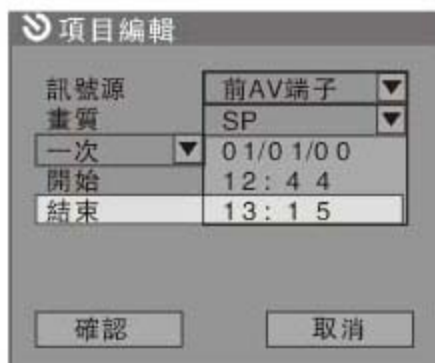 項目編輯
訊號源 前AV端子
畫質 SP
一次 01/01/00
開始 12:44
結束 13:15
確認 取消